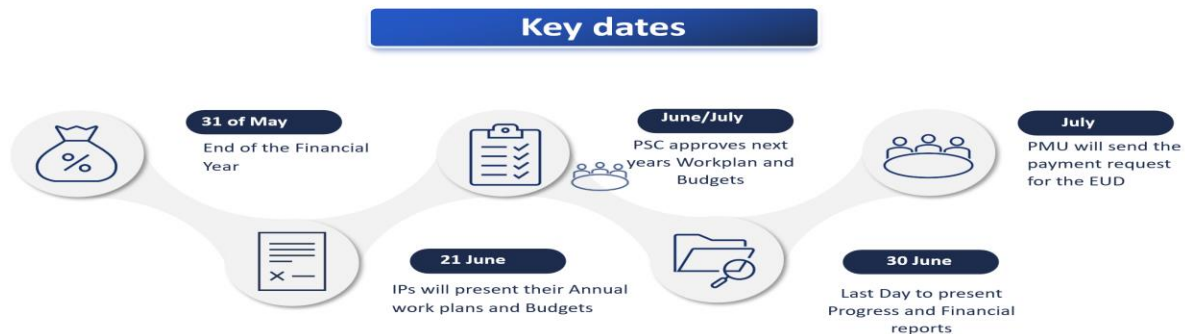 Key dates
31 of May
End of the Financial
Year
21 June
IPs will present their Annual
work plans and Budgets
June/July
PSC approves next
years Workplan and
Budgets
30 June
Last Day to present
Progress and Financial
reports
July
PMU will send the
payment request
for the EUD